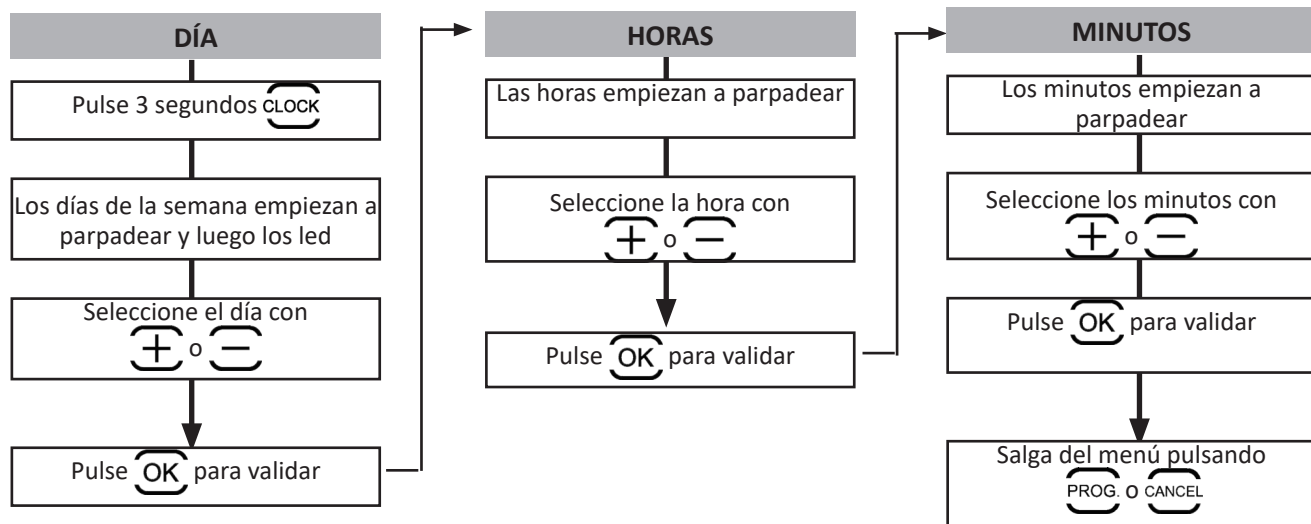 DÍA
Pulse 3 segundos CLOCK
Los días de la semana empiezan a
parpadear y luego los led
Seleccione el día con
+ o −
Pulse OK para validar
HORAS
Las horas empiezan a parpadear
Seleccione la hora con
+ o −
Pulse OK para validar
MINUTOS
Los minutos empiezan a
parpadear
Seleccione los minutos con
+ o −
Pulse OK para validar
Salga del menú pulsando
PROG. o CANCEL